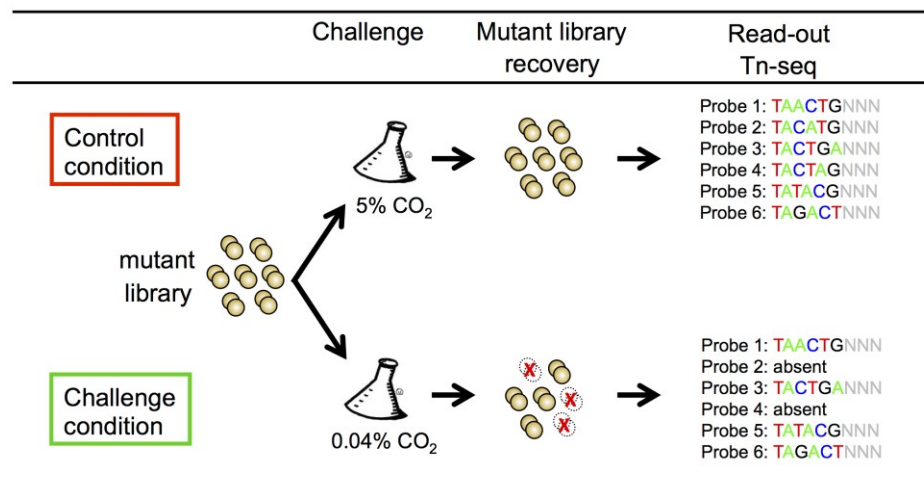 Challenge
Mutant library
recovery
Read-out
Tn-seq
Control
condition
5% CO₂
Probe 1: TAACTGNNN
Probe 2: TACATGNNN
Probe 3: TACTGANNN
Probe 4: TACTAGNNN
Probe 5: TATACGNNN
Probe 6: TAGACTNNN
mutant
library
Challenge
condition
0.04% CO₂
X
X
X
Probe 1: TAACTGNNN
Probe 2: absent
Probe 3: TACTGANNN
Probe 4: absent
Probe 5: TATACGNNN
Probe 6: TAGACTNNN